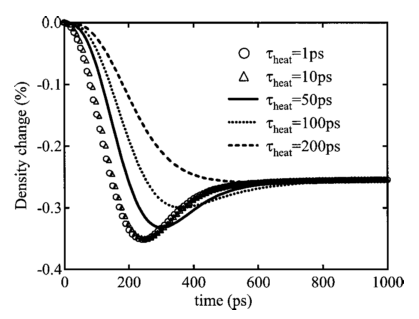 0.0
-0.1
-0.2
-0.3
-0.4
Density change (%)
τheat=1ps
τheat=10ps
τheat=50ps
τheat=100ps
τheat=200ps
0 200 400 600 800 1000
time (ps)